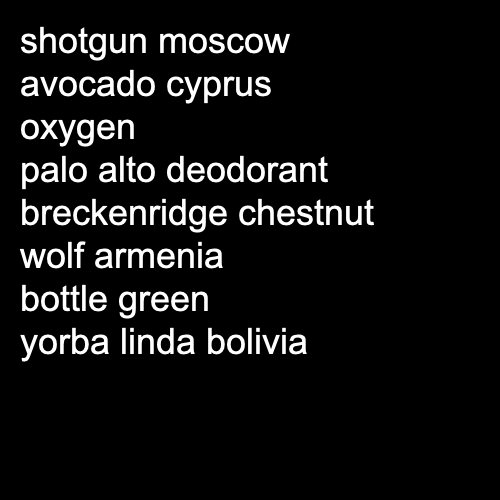 shotgun moscow
avocado cyprus
oxygen
palo alto deodorant
breckenridge chestnut
wolf armenia
bottle green
yorba linda bolivia